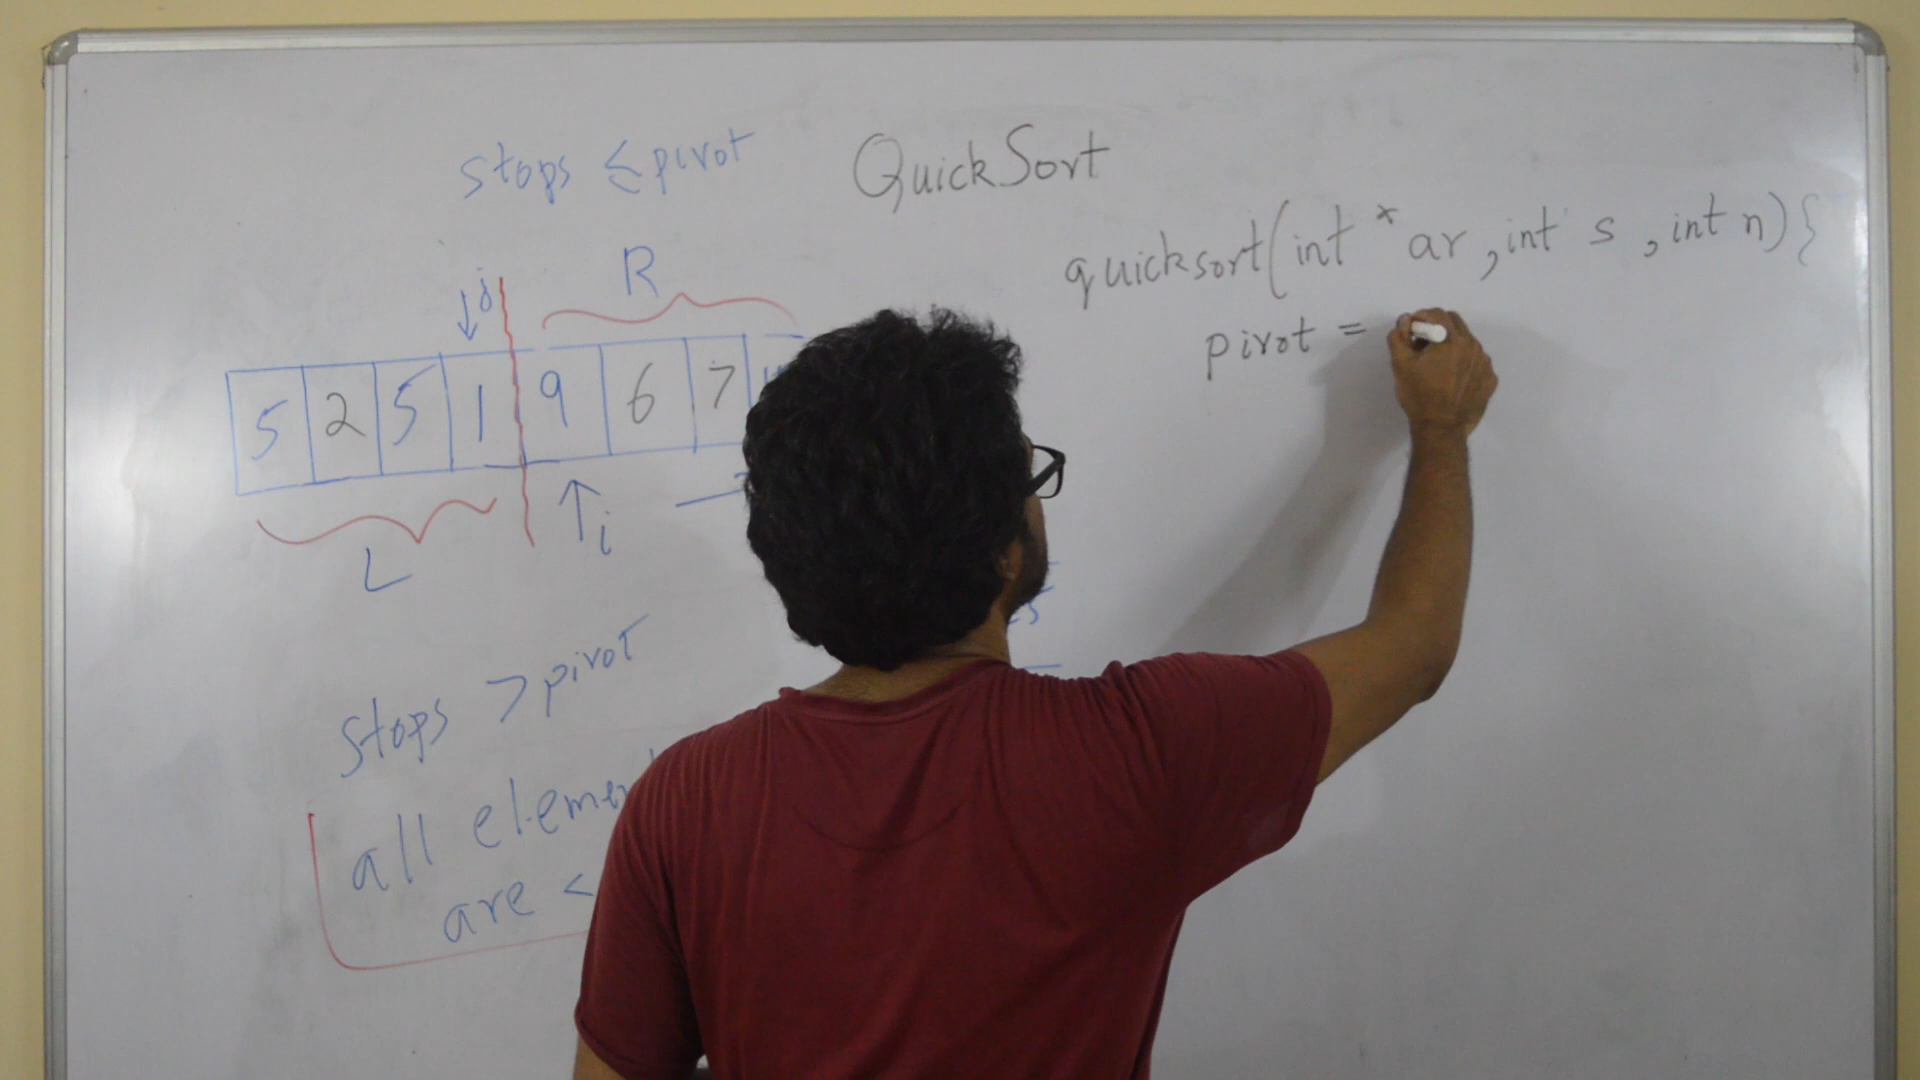 stops ≤ pivot
QuickSort
quicksort(int *ar, int s, int n){
pivot =
j
R
5 2 5 1 9 6 7
i
L
stops > pivot
all
are <